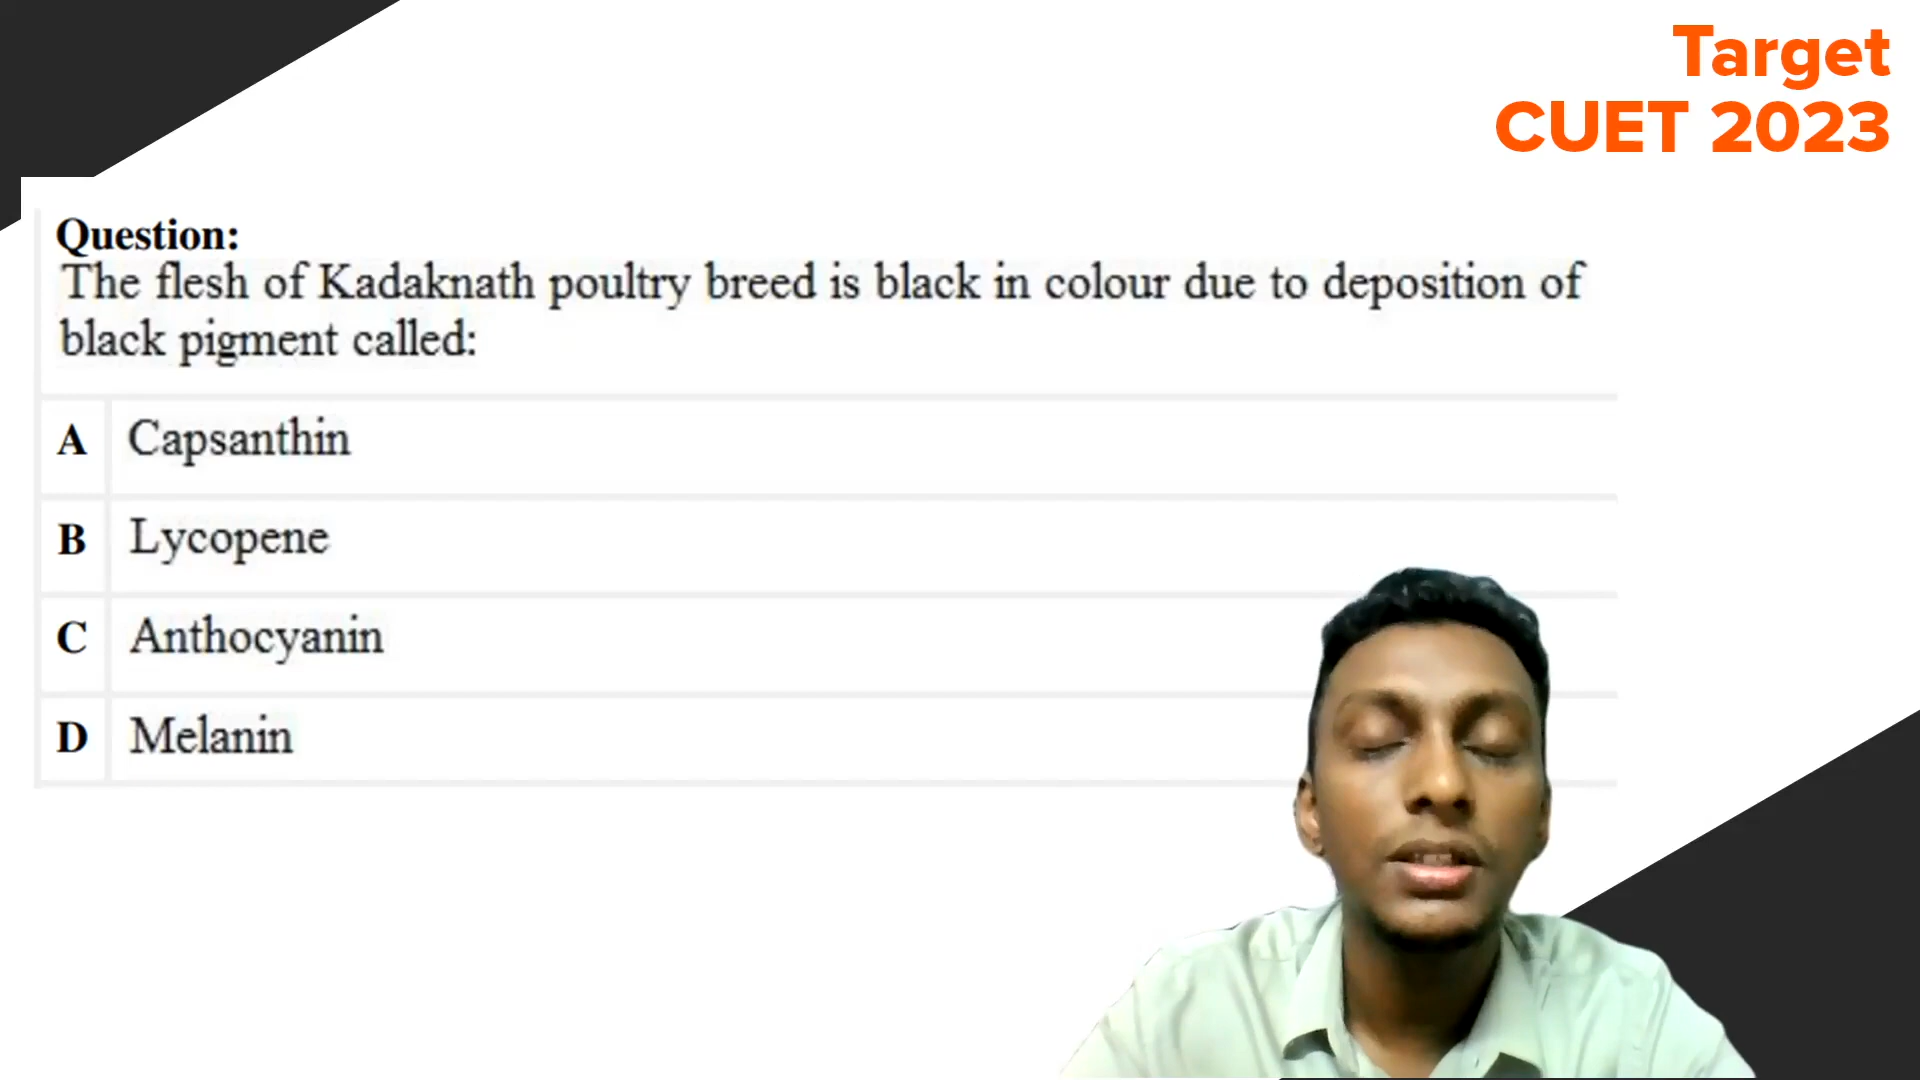 Target
CUET 2023
Question:
The flesh of Kadaknath poultry breed is black in colour due to deposition of
black pigment called:
A Capsanthin
B Lycopene
C Anthocyanin
D Melanin